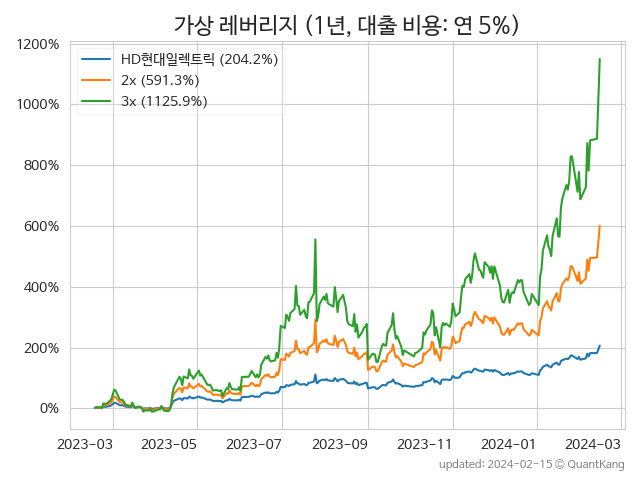 가상 레버리지 (1년, 대출 비용: 연 5%)
1200%
1000%
800%
600%
400%
200%
0%
HD현대일렉트릭 (204.2%)
2x (591.3%)
3x (1125.9%)
2023-03 2023-05 2023-07 2023-09 2023-11 2024-01 2024-03
updated: 2024-02-15 © QuantKang